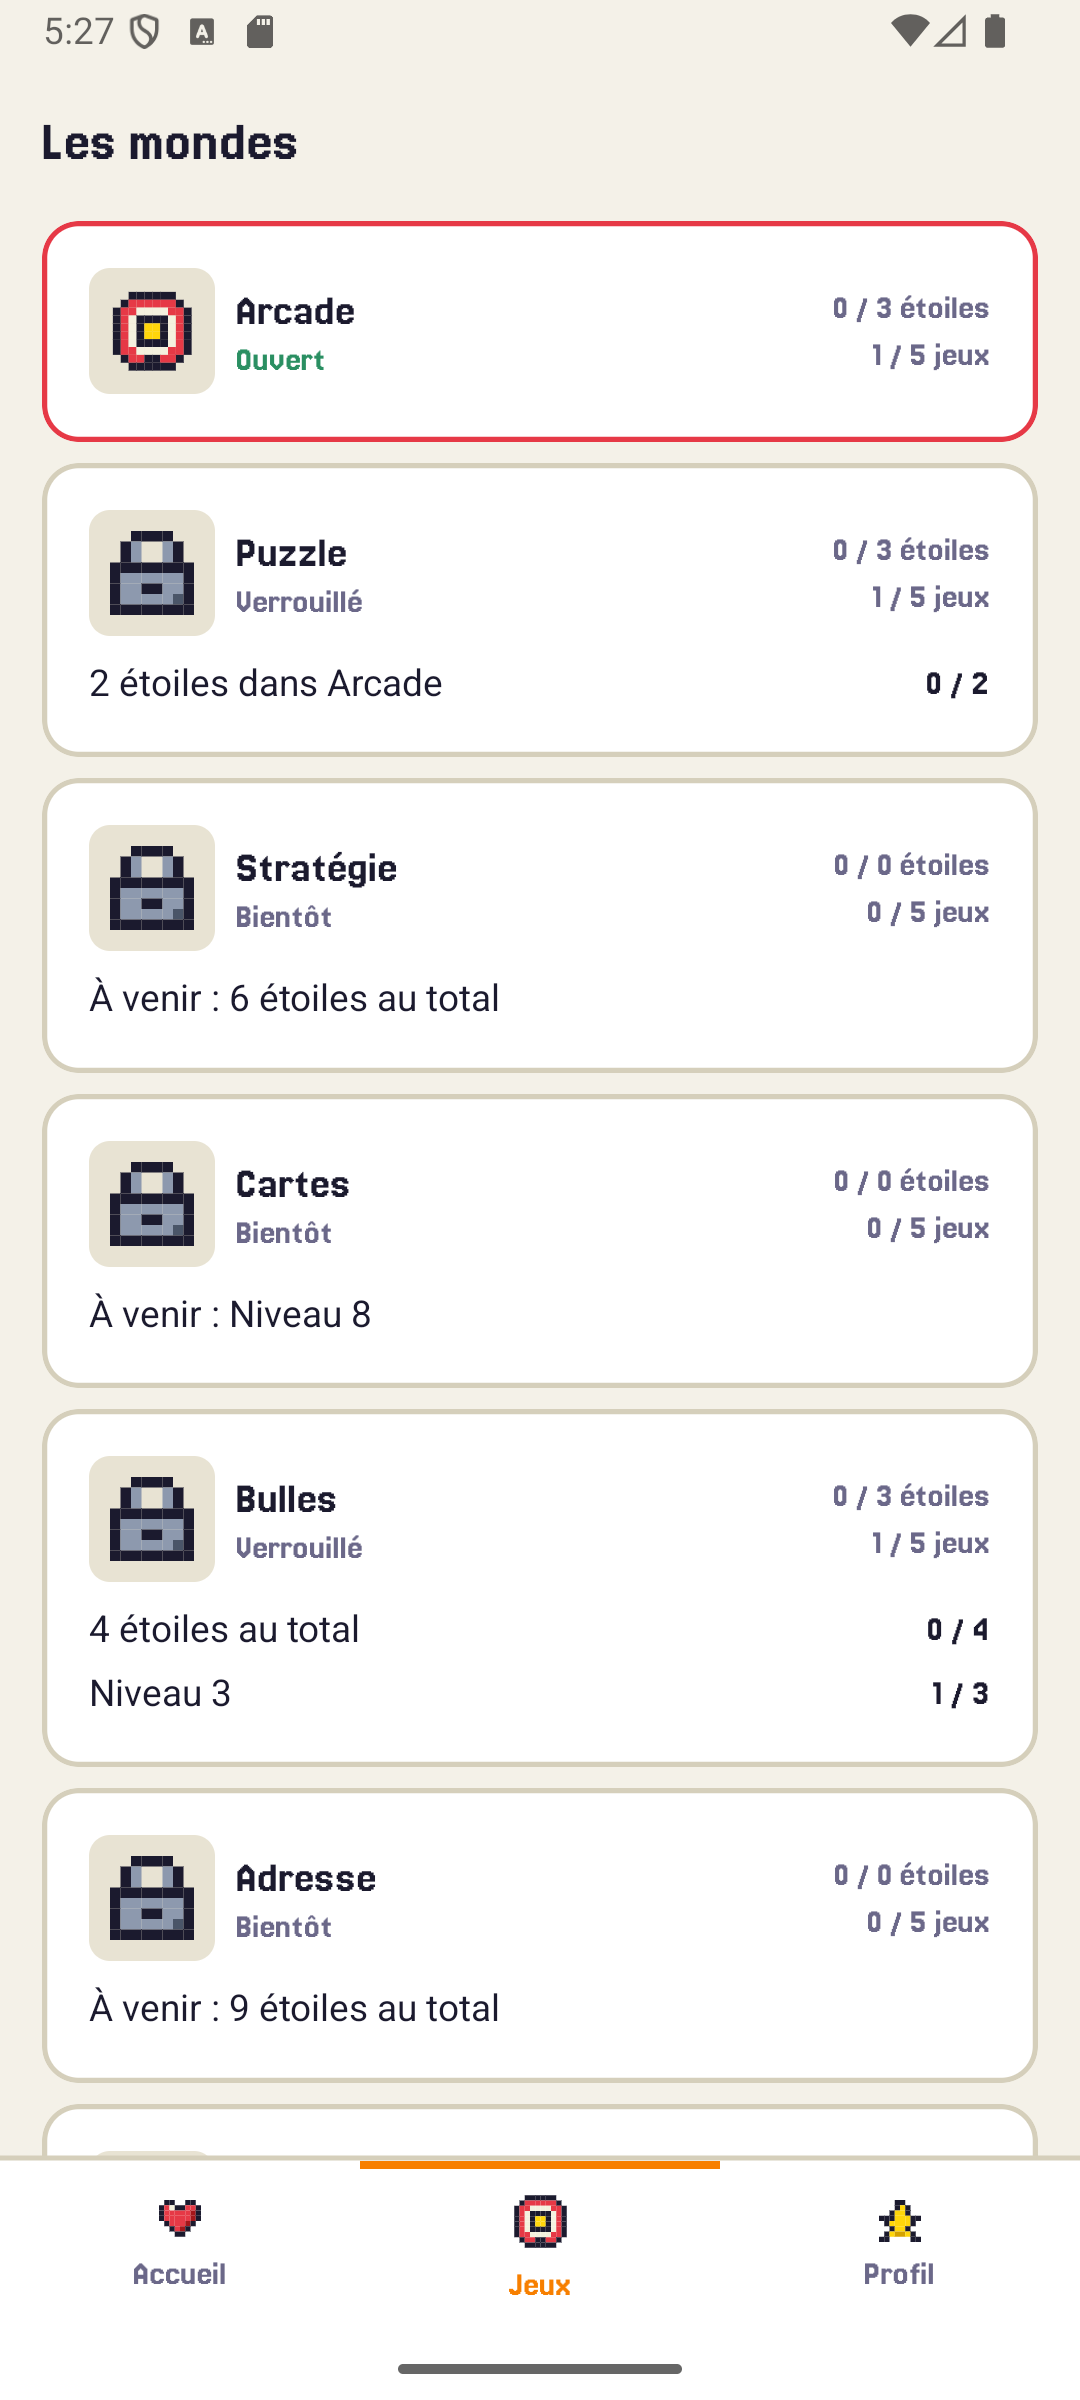 5:27
Les mondes
Arcade
Ouvert
0 / 3 étoiles
1 / 5 jeux
Puzzle
Verrouillé
0 / 3 étoiles
1 / 5 jeux
2 étoiles dans Arcade
0 / 2
Stratégie
Bientôt
0 / 0 étoiles
0 / 5 jeux
À venir : 6 étoiles au total
Cartes
Bientôt
0 / 0 étoiles
0 / 5 jeux
À venir : Niveau 8
Bulles
Verrouillé
0 / 3 étoiles
1 / 5 jeux
4 étoiles au total
0 / 4
Niveau 3
1 / 3
Adresse
Bientôt
0 / 0 étoiles
0 / 5 jeux
À venir : 9 étoiles au total
Accueil
Jeux
Profil